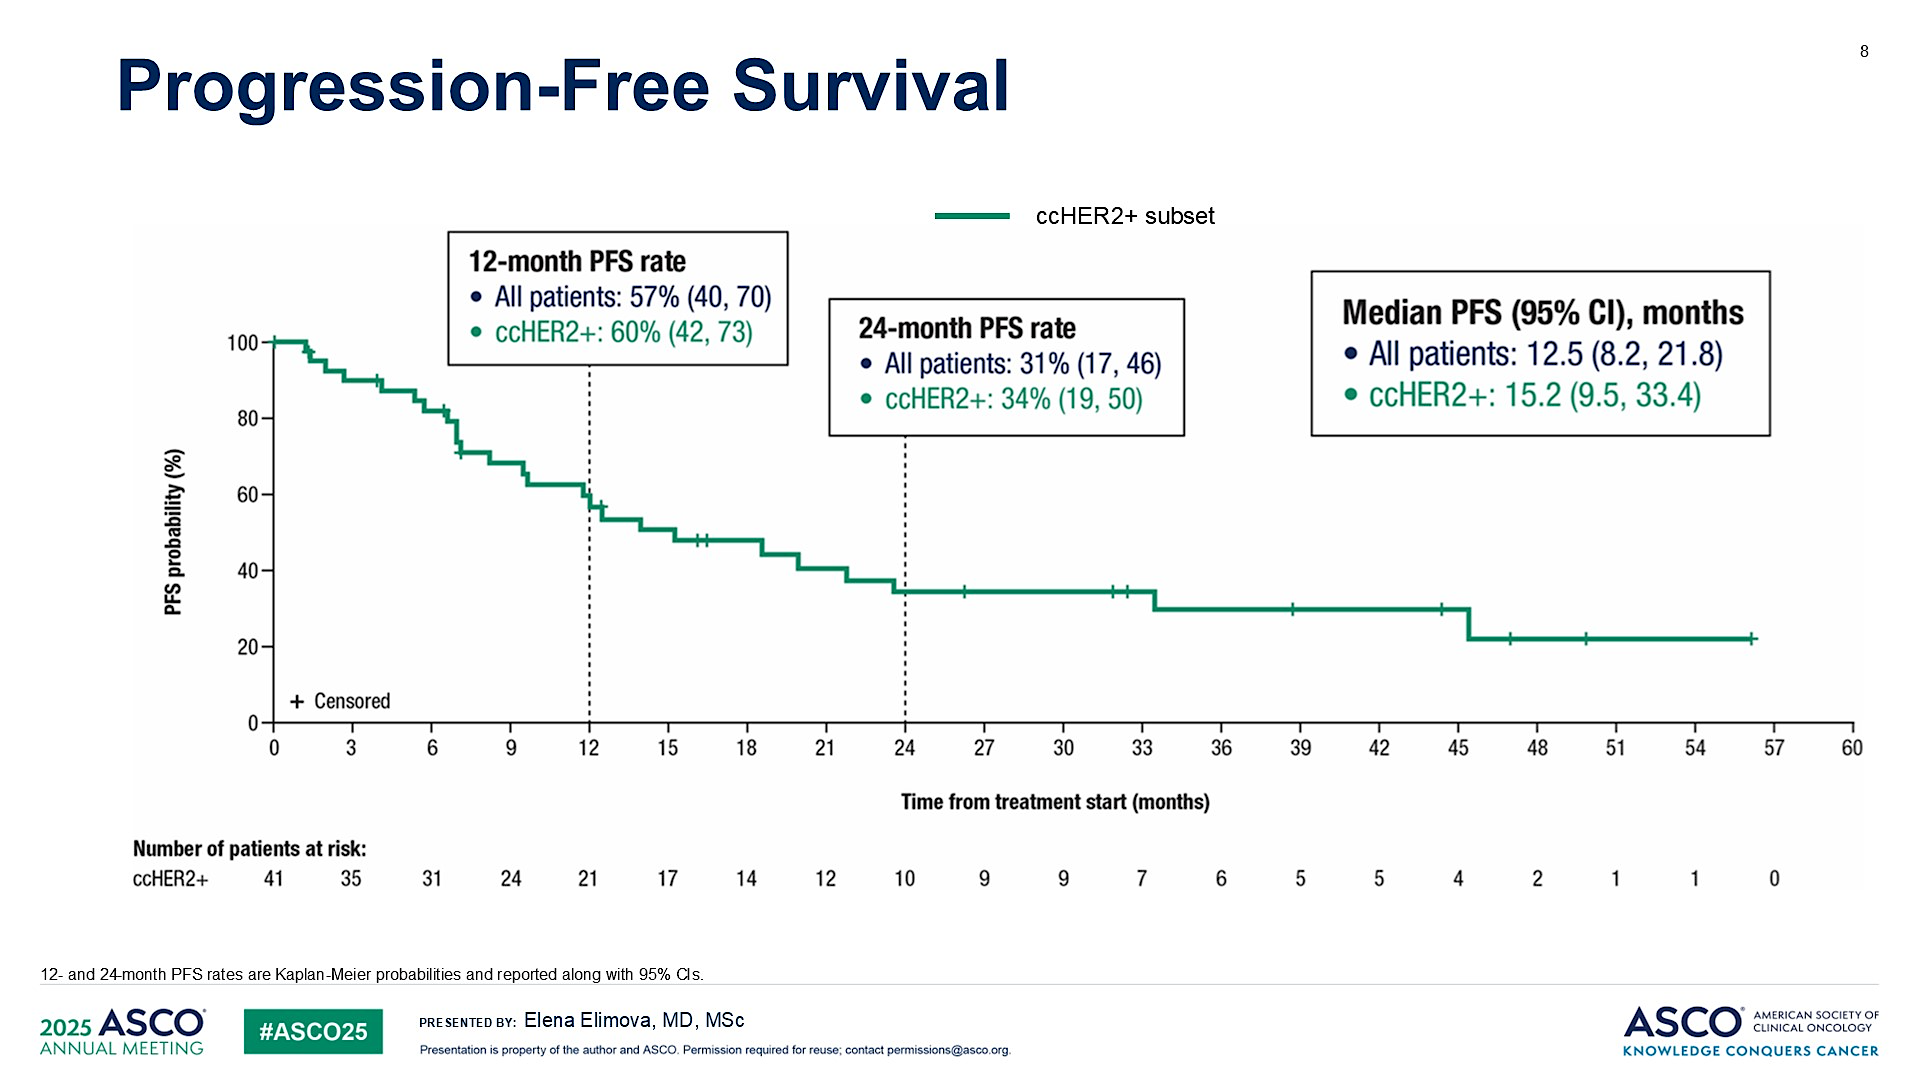 8
Progression-Free Survival
ccHER2+ subset
12-month PFS rate
• All patients: 57% (40, 70)
• ccHER2+: 60% (42, 73)
24-month PFS rate
• All patients: 31% (17, 46)
• ccHER2+: 34% (19, 50)
Median PFS (95% CI), months
• All patients: 12.5 (8.2, 21.8)
• ccHER2+: 15.2 (9.5, 33.4)
PFS probability (%)
100
80
60
40
20
0
+ Censored
0 3 6 9 12 15 18 21 24 27 30 33 36 39 42 45 48 51 54 57 60
Time from treatment start (months)
Number of patients at risk:
ccHER2+ 41 35 31 24 21 17 14 12 10 9 9 7 6 5 5 4 2 1 1 0
12- and 24-month PFS rates are Kaplan-Meier probabilities and reported along with 95% CIs.
2025 ASCO
ANNUAL MEETING
#ASCO25
PRESENTED BY: Elena Elimova, MD, MSc
Presentation is property of the author and ASCO. Permission required for reuse; contact permissions@asco.org.
ASCO AMERICAN SOCIETY OF
CLINICAL ONCOLOGY
KNOWLEDGE CONQUERS CANCER